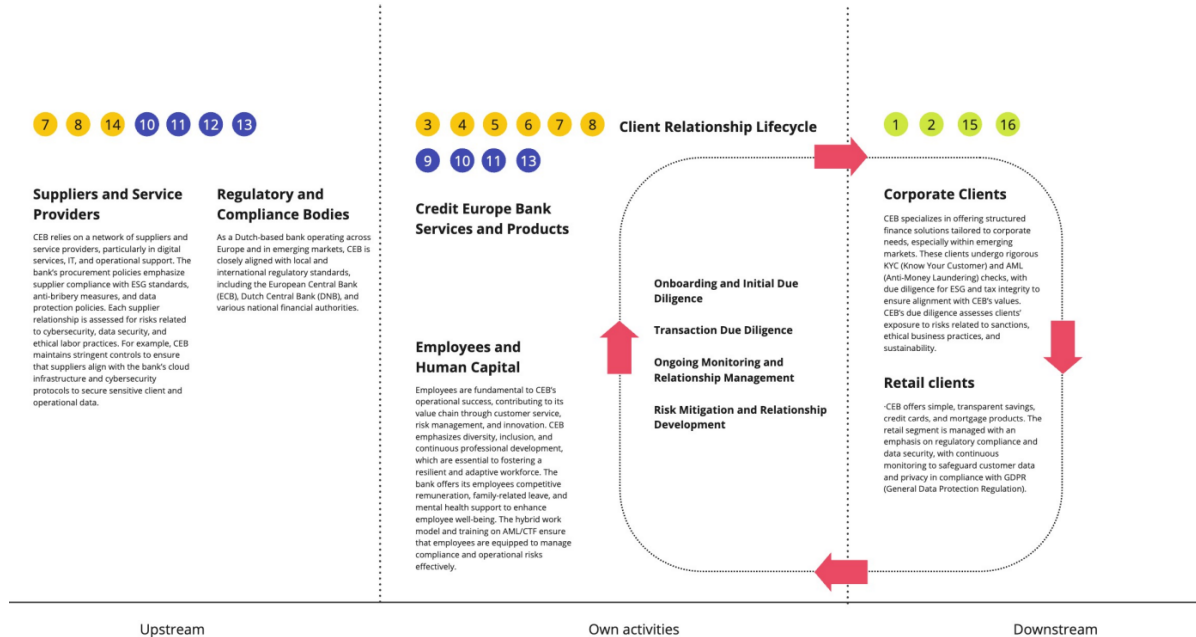 7 8 14 10 11 12 13
Suppliers and Service
Providers
CEB relies on a network of suppliers and
service providers, particularly in digital
services, IT, and operational support. The
bank's procurement policies emphasize
supplier compliance with ESG standards,
anti-bribery measures, and data
protection policies. Each supplier
relationship is assessed for risks related
to cybersecurity, data security, and
ethical labor practices. For example, CEB
maintains stringent controls to ensure
that suppliers align with the bank's cloud
infrastructure and cybersecurity
protocols to secure sensitive client and
operational data.
Regulatory and
Compliance Bodies
As a Dutch-based bank operating across
Europe and in emerging markets, CEB is
closely aligned with local and
international regulatory standards,
including the European Central Bank
(ECB), Dutch Central Bank (DNB), and
various national financial authorities.
3 4 5 6 7 8
9 10 11 13
Credit Europe Bank
Services and Products
Employees and
Human Capital
Employees are fundamental to CEB's
operational success, contributing to its
value chain through customer service,
risk management, and innovation. CEB
emphasizes diversity, inclusion, and
continuous professional development,
which are essential to fostering a
resilient and adaptive workforce. The
bank offers its employees competitive
remuneration, family-related leave, and
mental health support to enhance
employee well-being. The hybrid work
model and training on AML/CTF ensure
that employees are equipped to manage
compliance and operational risks
effectively.
Client Relationship Lifecycle
Onboarding and Initial Due
Diligence
Transaction Due Diligence
Ongoing Monitoring and
Relationship Management
Risk Mitigation and Relationship
Development
1 2 15 16
Corporate Clients
CEB specializes in offering structured
finance solutions tailored to corporate
needs, especially within emerging
markets. These clients undergo rigorous
KYC (Know Your Customer) and AML
(Anti-Money Laundering) checks, with
due diligence for ESG and tax integrity to
ensure alignment with CEB's values.
CEB's due diligence assesses clients'
exposure to risks related to sanctions,
ethical business practices, and
sustainability.
Retail clients
·CEB offers simple, transparent savings,
credit cards, and mortgage products. The
retail segment is managed with an
emphasis on regulatory compliance and
data security, with continuous
monitoring to safeguard customer data
and privacy in compliance with GDPR
(General Data Protection Regulation).
Upstream
Own activities
Downstream